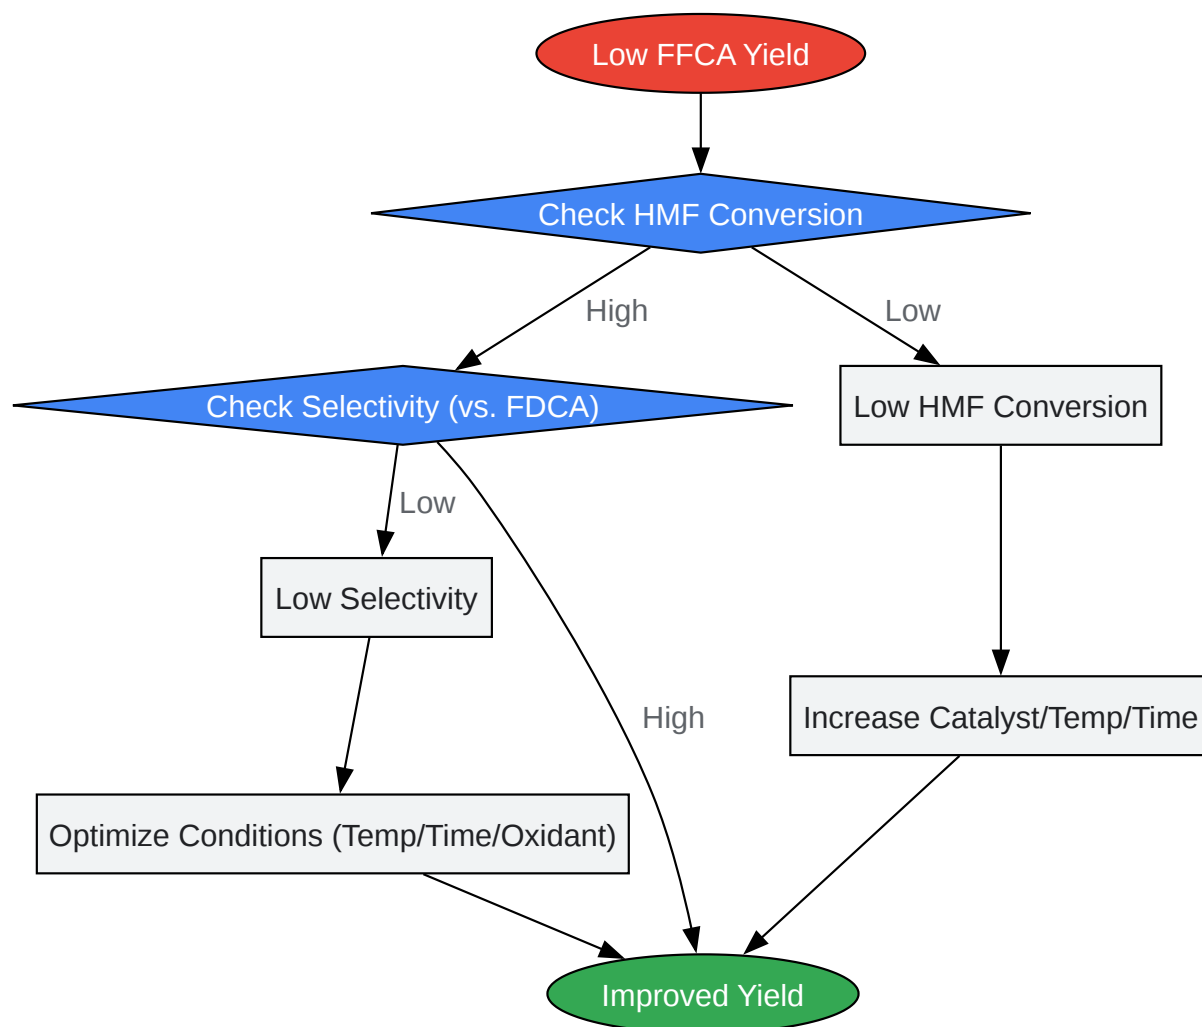 Low FFCA Yield
Check HMF Conversion
High
Low
Check Selectivity (vs. FDCA)
Low HMF Conversion
Low
Low Selectivity
High
Increase Catalyst/Temp/Time
Optimize Conditions (Temp/Time/Oxidant)
Improved Yield